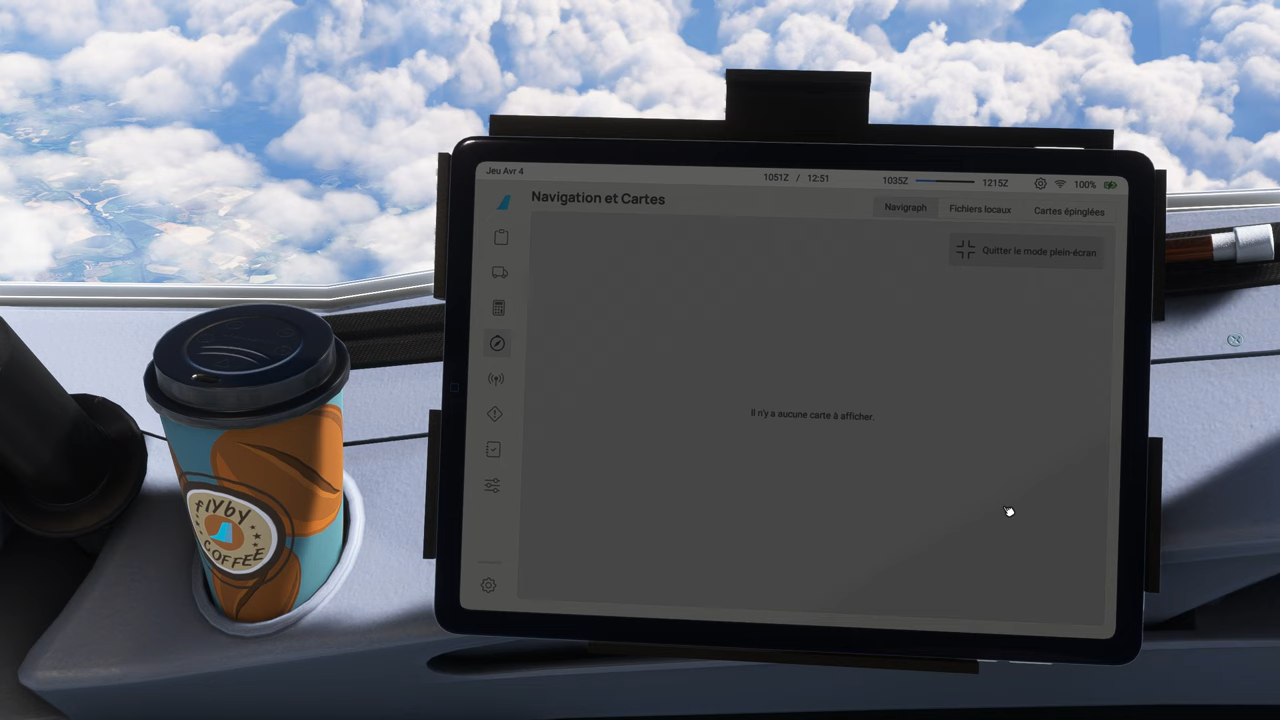 Jeu Avr 4
1051Z / 12:51
1035Z
1215Z
100%
Navigation et Cartes
Navigraph
Fichiers locaux
Cartes épinglées
Quitter le mode plein-écran
Il n'y a aucune carte à afficher.
flyby
COFFEE